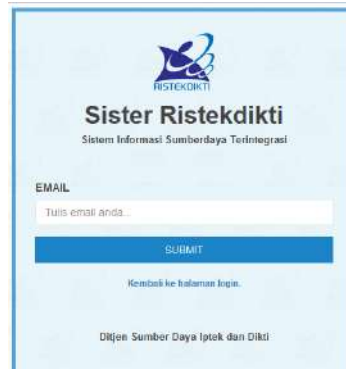 RISTEKDIKTI
Sister Ristekdikti
Sistem Informasi Sumberdaya Terintegrasi
EMAIL
Tulis email anda...
SUBMIT
Kembali ke halaman login.
Ditjen Sumber Daya Iptek dan Dikti